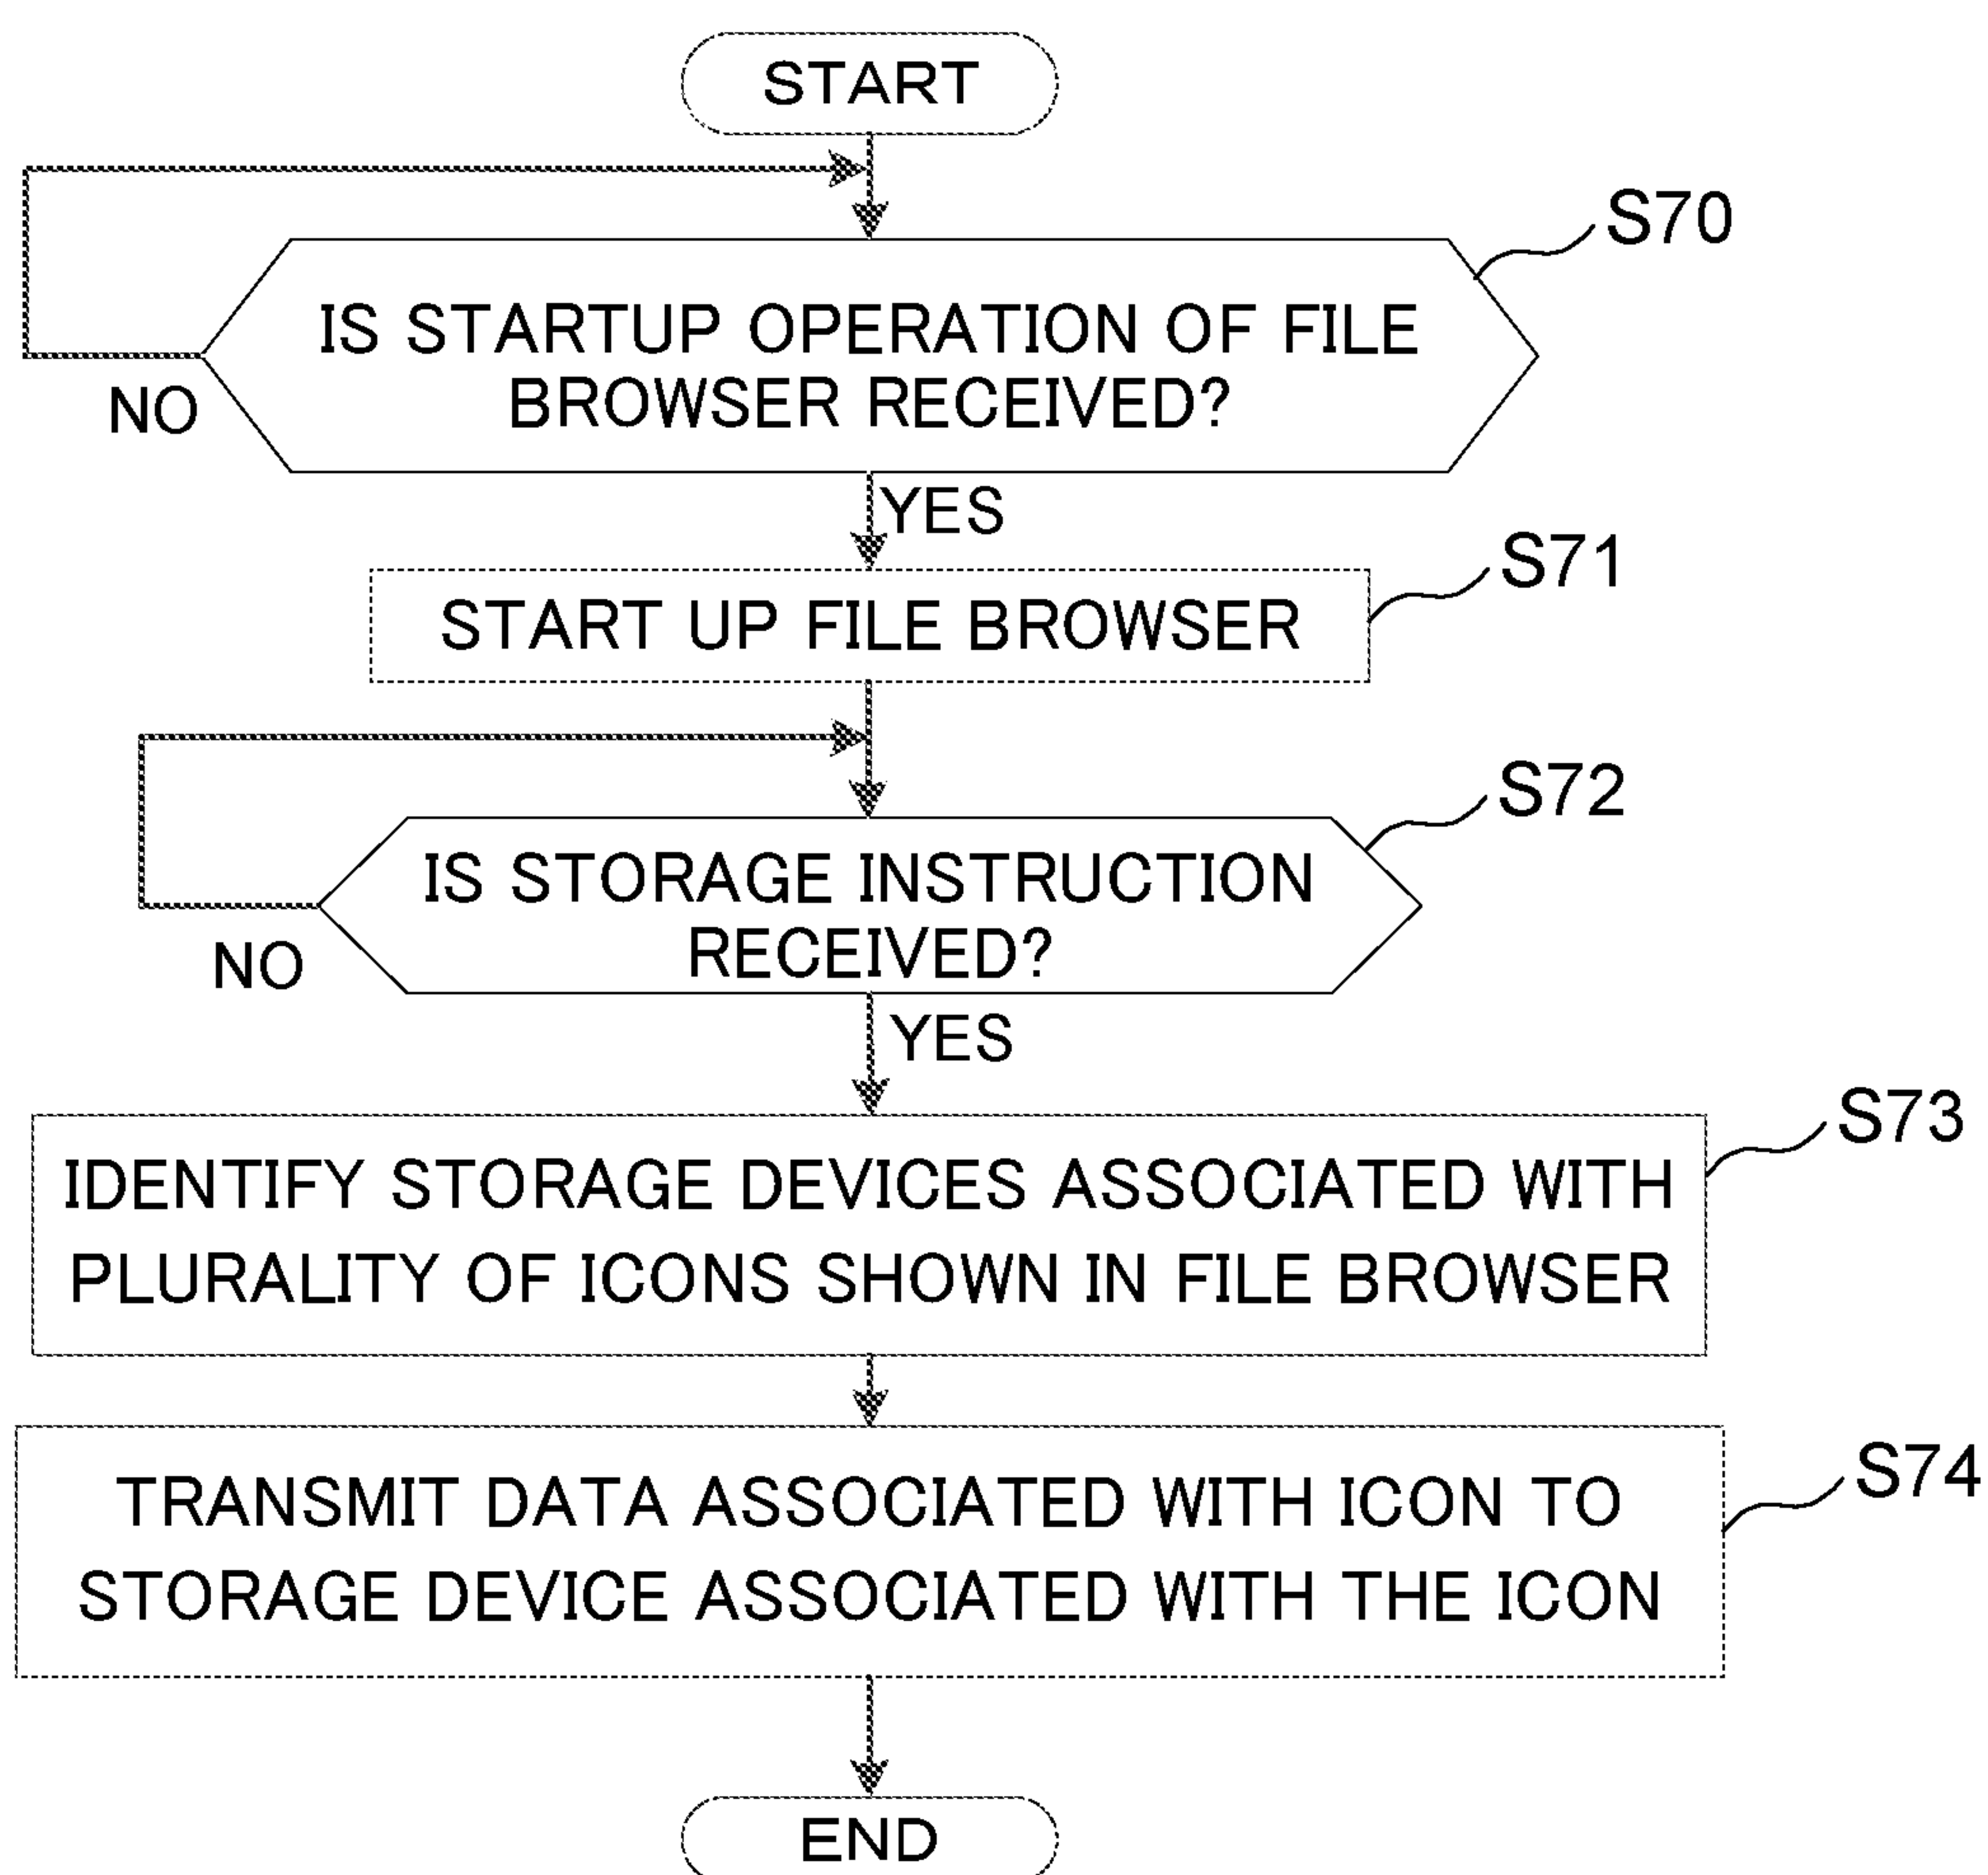 START
S70
IS STARTUP OPERATION OF FILE
BROWSER RECEIVED?
NO
YES
S71
START UP FILE BROWSER
S72
IS STORAGE INSTRUCTION
RECEIVED?
NO
YES
S73
IDENTIFY STORAGE DEVICES ASSOCIATED WITH
PLURALITY OF ICONS SHOWN IN FILE BROWSER
S74
TRANSMIT DATA ASSOCIATED WITH ICON TO
STORAGE DEVICE ASSOCIATED WITH THE ICON
END